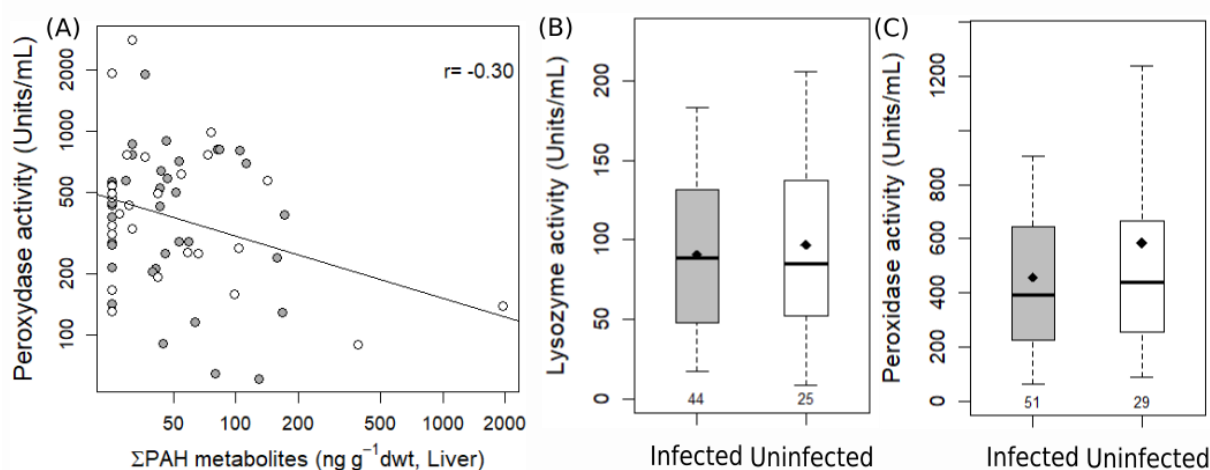 (A)
Peroxydase activity (Units/mL)
2000
1000
500
200
100
r= -0.30
50 100 200 500 1000 2000
ΣPAH metabolites (ng g⁻¹dwt, Liver)
(B)
Lysozyme activity (Units/mL)
200
150
100
50
0
44 25
Infected Uninfected
(C)
Peroxidase activity (Units/mL)
1200
800
600
400
200
0
51 29
Infected Uninfected